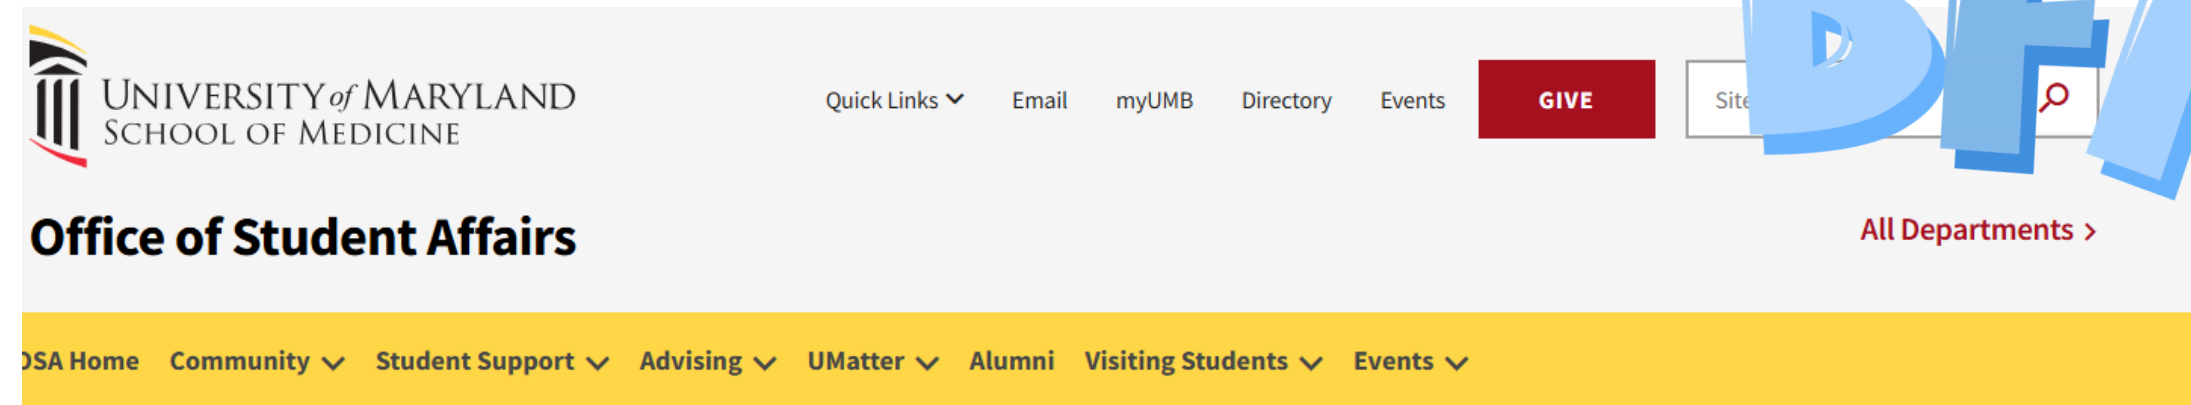 UNIVERSITY of MARYLAND
SCHOOL OF MEDICINE
Quick Links Email myUMB Directory Events GIVE
Office of Student Affairs
All Departments >
Home Community Student Support Advising UMatter Alumni Visiting Students Events